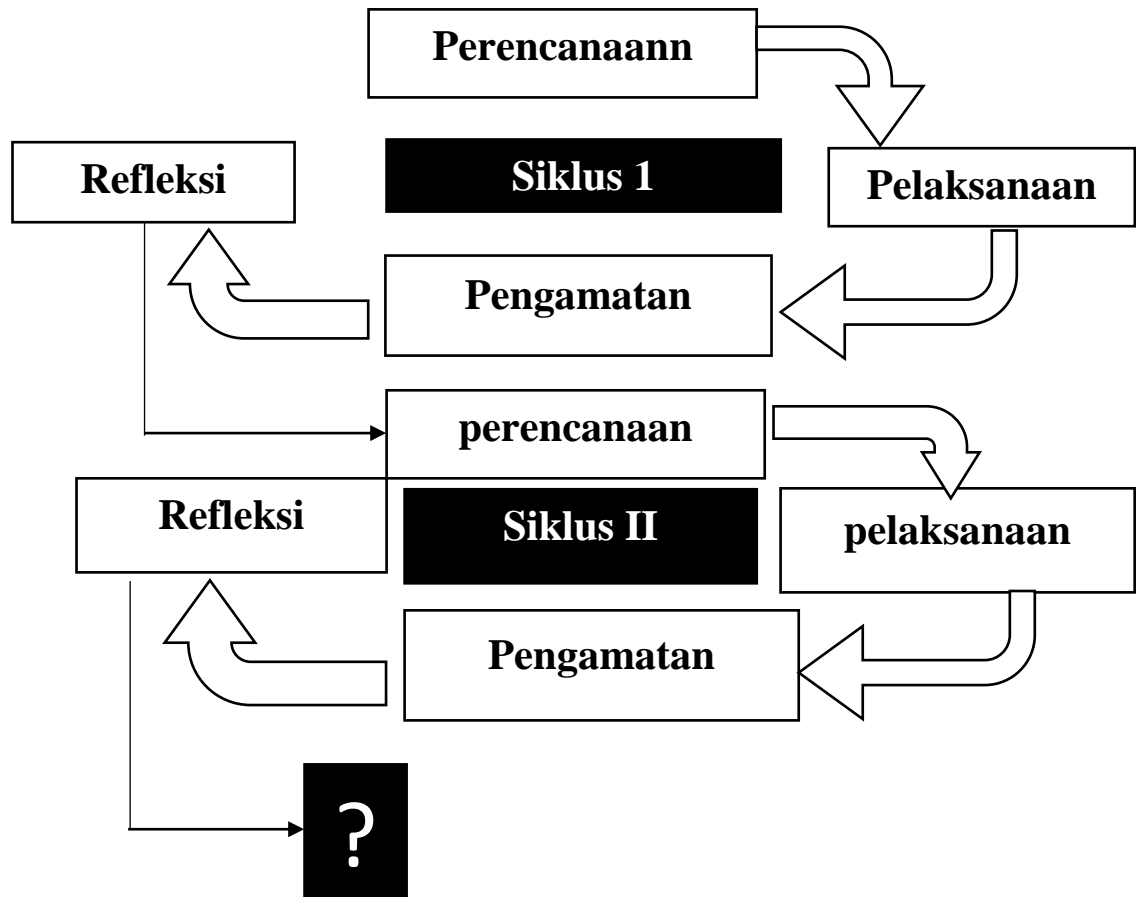 Perencanaann
Refleksi
Siklus 1
Pelaksanaan
Pengamatan
perencanaan
Refleksi
Siklus II
pelaksanaan
Pengamatan
?